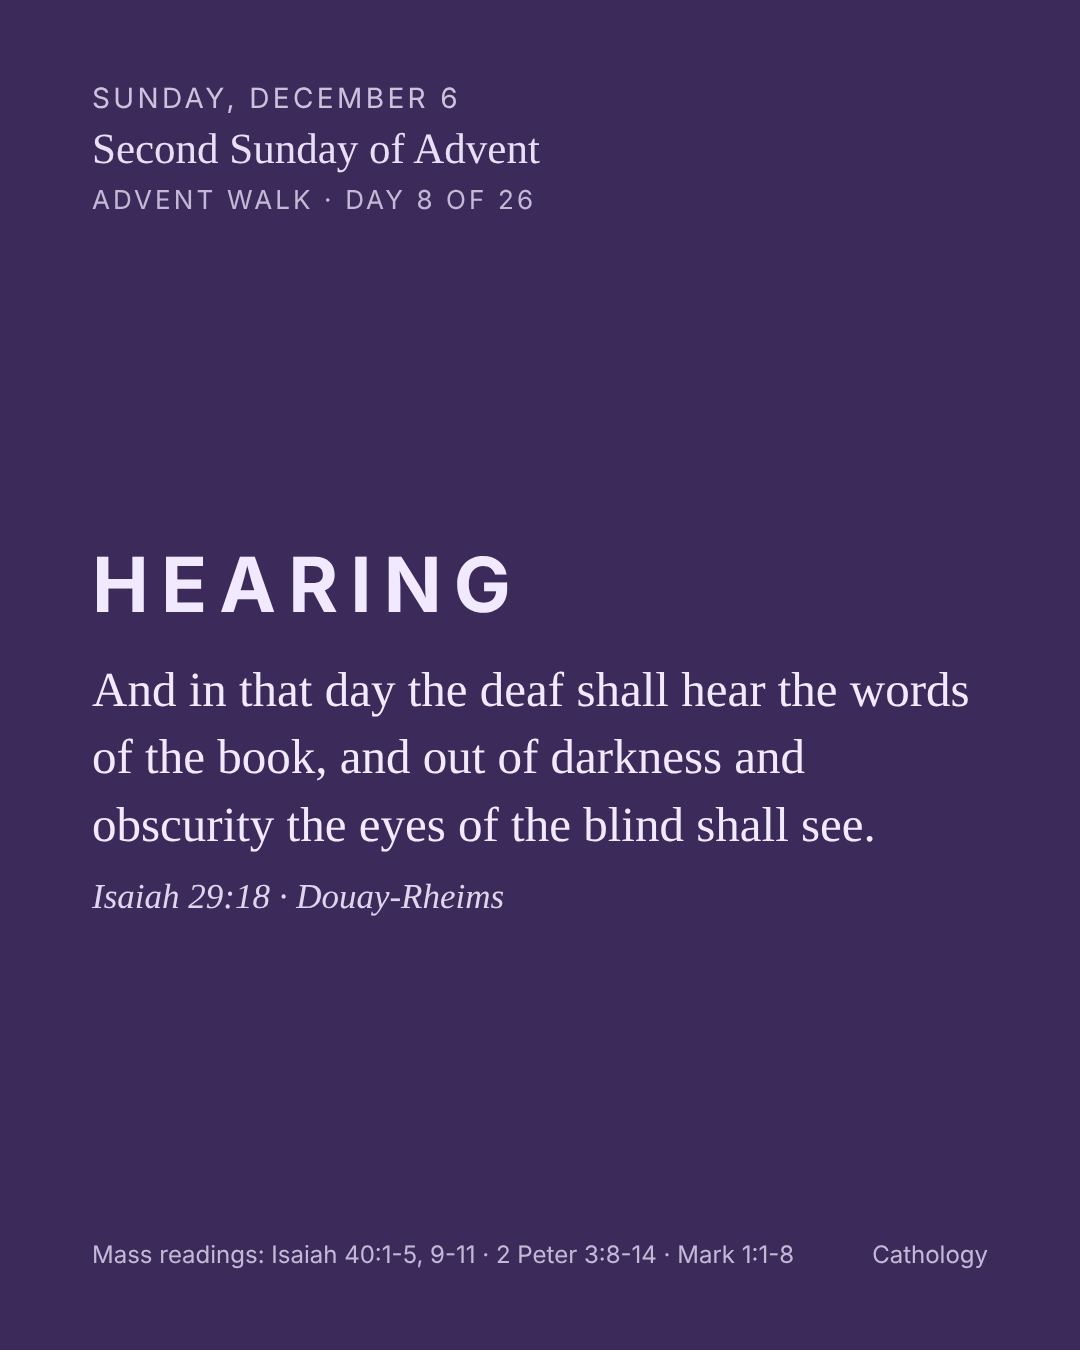 SUNDAY, DECEMBER 6
Second Sunday of Advent
ADVENT WALK · DAY 8 OF 26
HEARING
And in that day the deaf shall hear the words
of the book, and out of darkness and
obscurity the eyes of the blind shall see.
Isaiah 29:18 · Douay-Rheims
Mass readings: Isaiah 40:1-5, 9-11 · 2 Peter 3:8-14 · Mark 1:1-8 Cathology